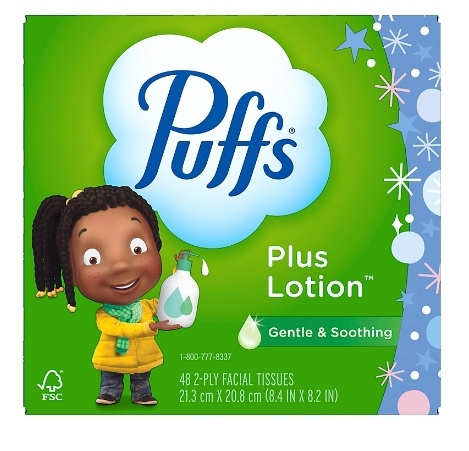 Puffs®
Plus
Lotion™
Gentle & Soothing
1-800-777-8337
48 2-PLY FACIAL TISSUES
21.3 cm X 20.8 cm (8.4 IN X 8.2 IN)
FSC